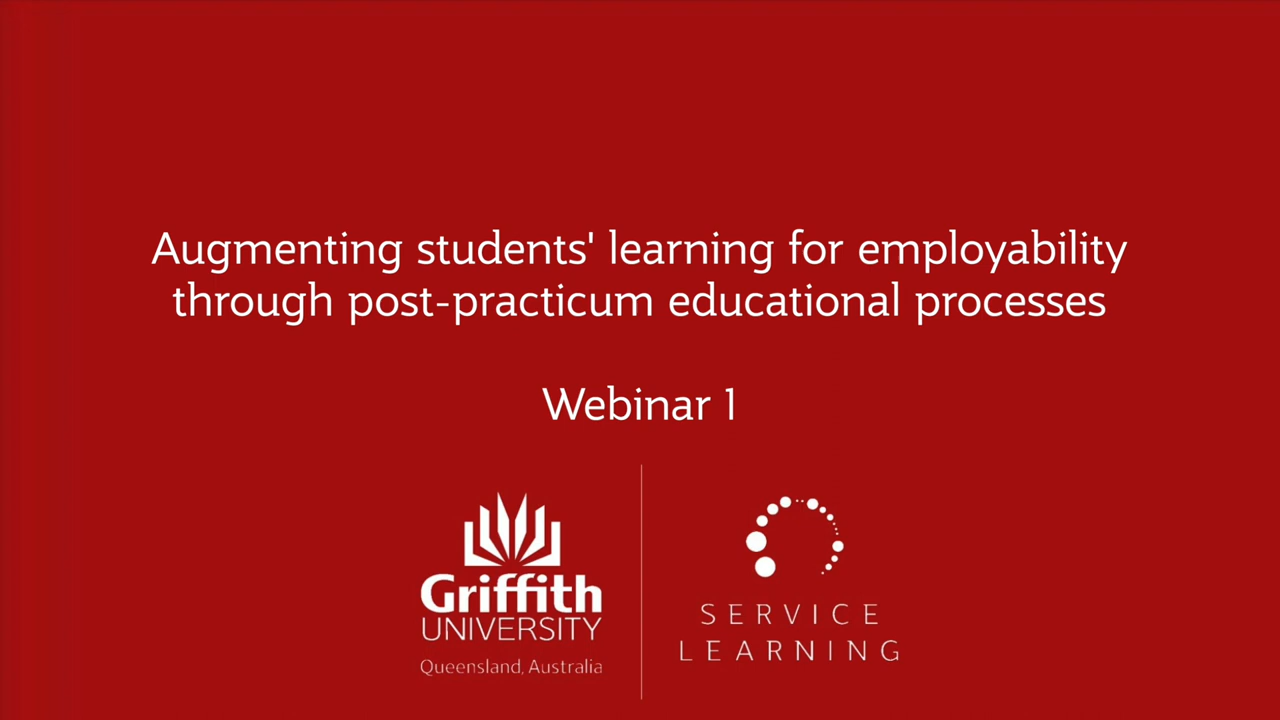 Augmenting students' learning for employability
through post-practicum educational processes
Webinar 1
Griffith
UNIVERSITY
Queensland, Australia
SERVICE
LEARNING